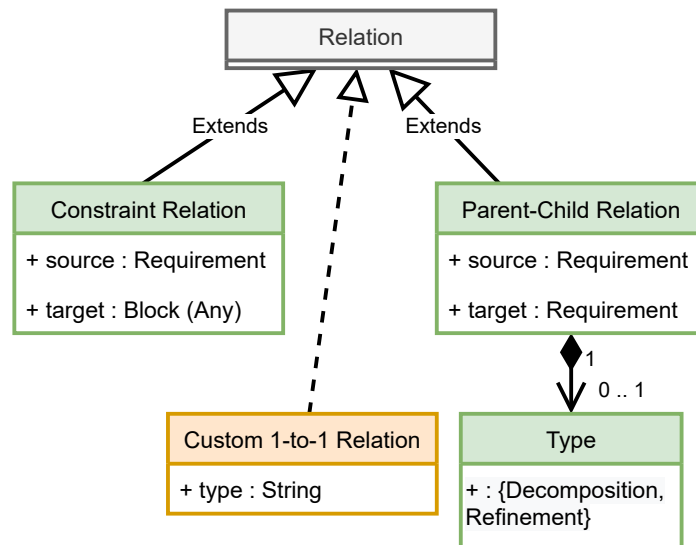 Relation
Extends
Extends
Constraint Relation
+ source : Requirement
+ target : Block (Any)
Parent-Child Relation
+ source : Requirement
+ target : Requirement
1
0 .. 1
Custom 1-to-1 Relation
+ type : String
Type
+ : {Decomposition,
Refinement}